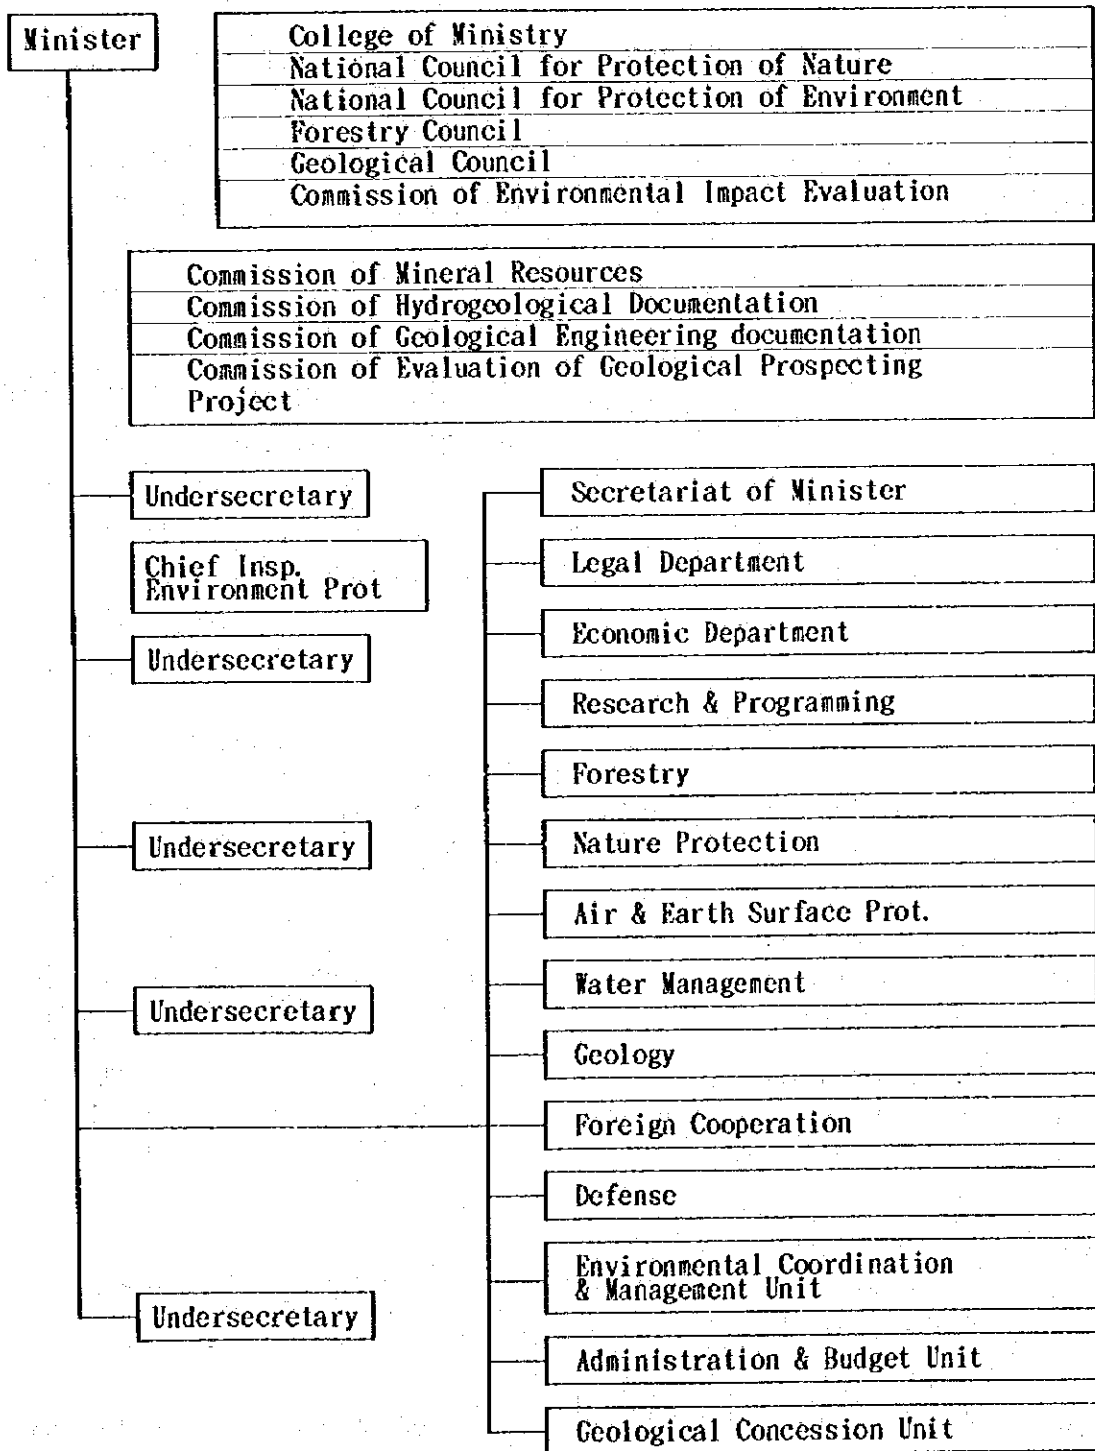 Minister
College of Ministry
National Council for Protection of Nature
National Council for Protection of Environment
Forestry Council
Geological Council
Commission of Environmental Impact Evaluation
Commission of Mineral Resources
Commission of Hydrogeological Documentation
Commission of Geological Engineering documentation
Commission of Evaluation of Geological Prospecting
Project
Undersecretary
Chief Insp.
Environment Prot
Undersecretary
Undersecretary
Undersecretary
Undersecretary
Secretariat of Minister
Legal Department
Economic Department
Research & Programming
Forestry
Nature Protection
Air & Earth Surface Prot.
Water Management
Geology
Foreign Cooperation
Defense
Environmental Coordination
& Management Unit
Administration & Budget Unit
Geological Concession Unit